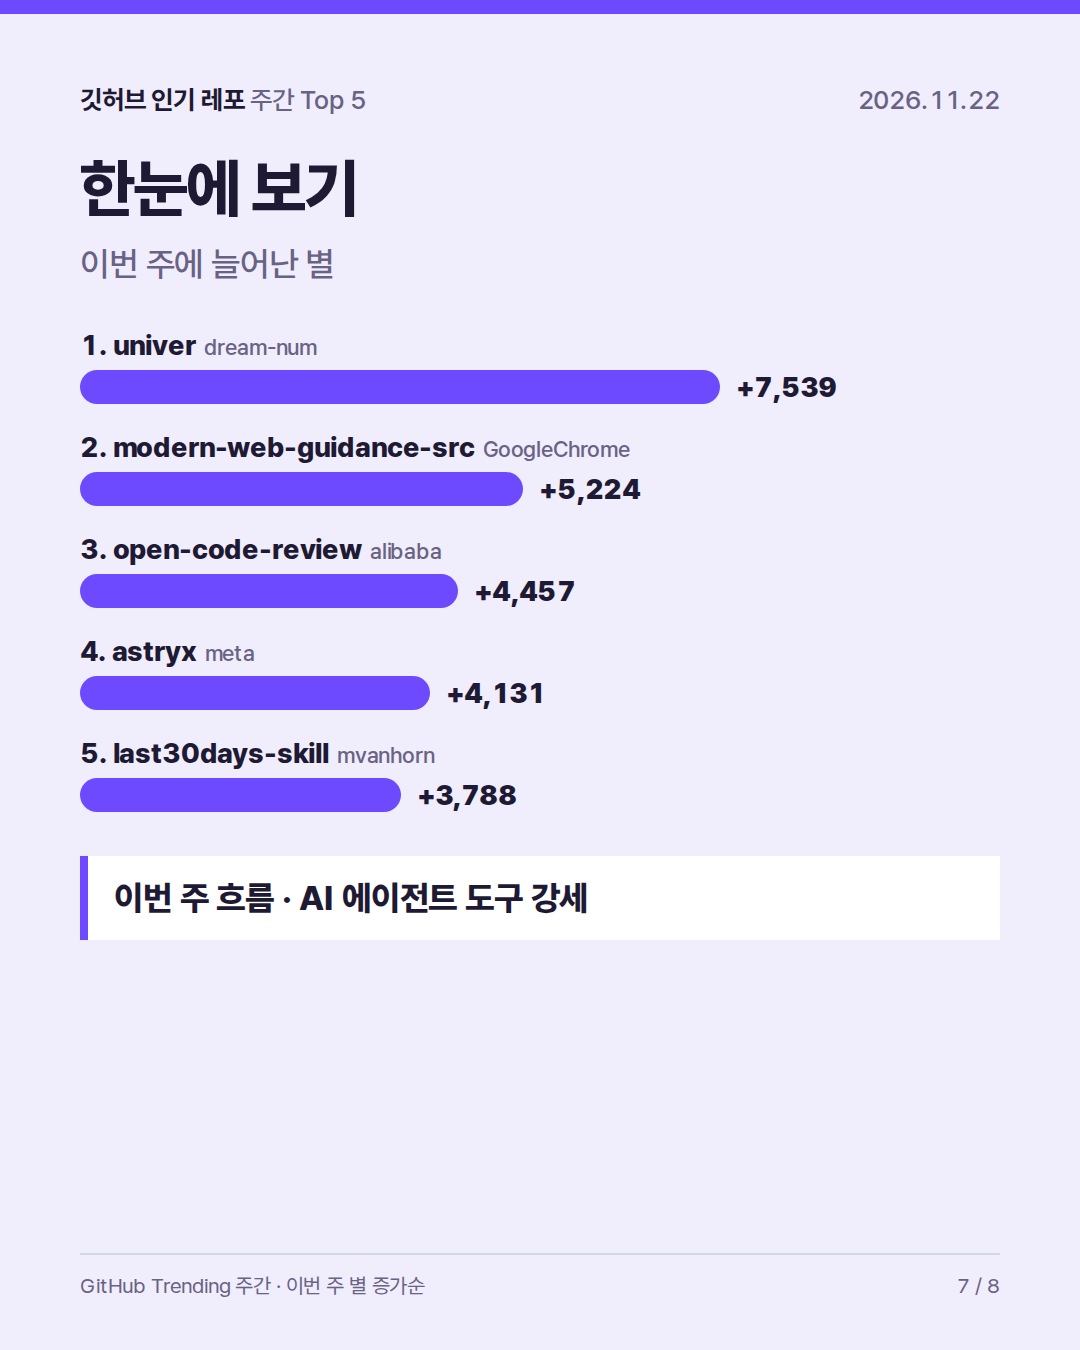 깃허브 인기 레포 주간 Top 5
2026.11.22
한눈에 보기
이번 주에 늘어난 별
1. univer dream-num
+7,539
2. modern-web-guidance-src GoogleChrome
+5,224
3. open-code-review alibaba
+4,457
4. astryx meta
+4,131
5. last30days-skill mvanhorn
+3,788
이번 주 흐름 · AI 에이전트 도구 강세
GitHub Trending 주간 · 이번 주 별 증가순
7 / 8